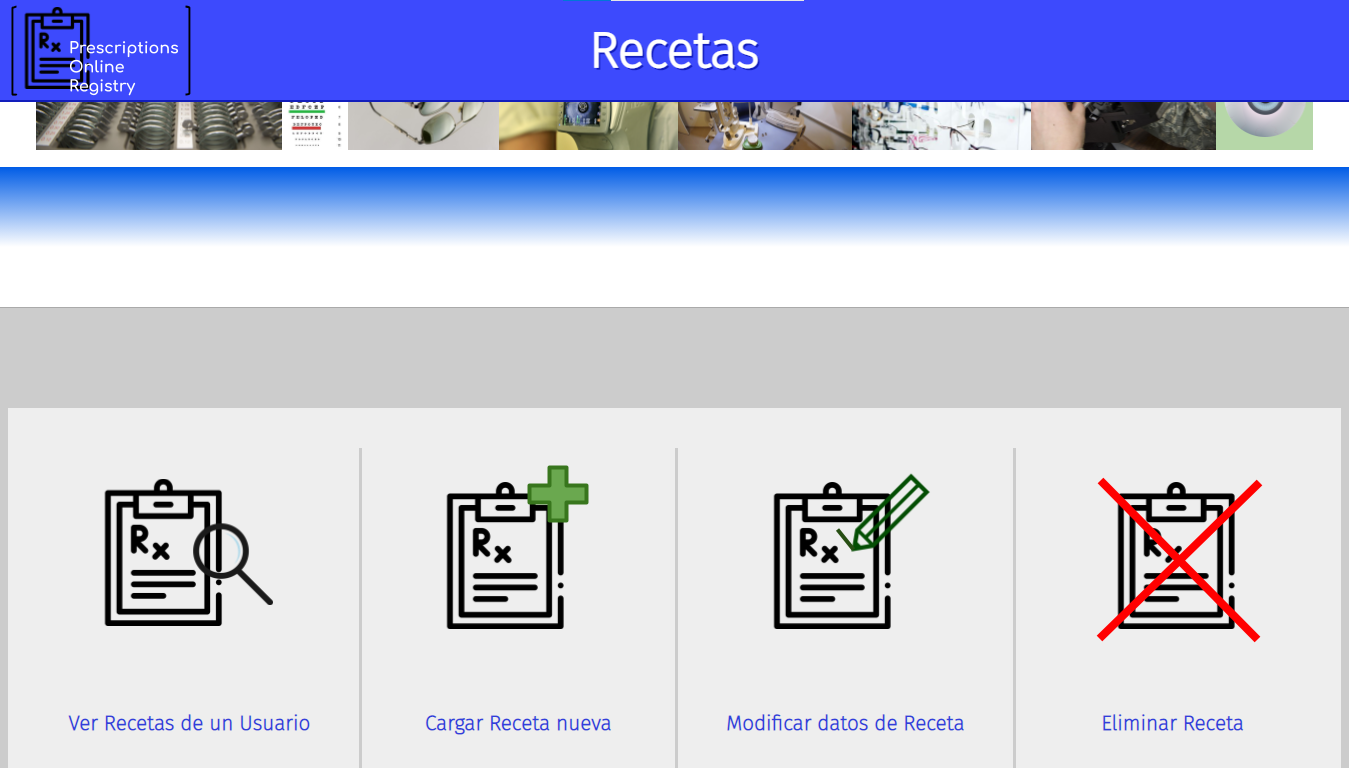 Rx Prescriptions
Online
Registry
Recetas
Rx
Rx
Rx
Rx
Ver Recetas de un Usuario
Cargar Receta nueva
Modificar datos de Receta
Eliminar Receta